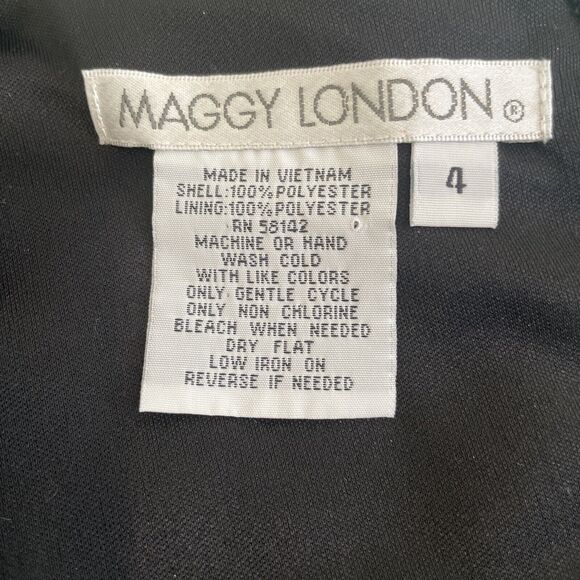 MAGGY LONDON ®
4
MADE IN VIETNAM
SHELL:100%POLYESTER
LINING:100%POLYESTER
RN 58142
MACHINE OR HAND
WASH COLD
WITH LIKE COLORS
ONLY GENTLE CYCLE
ONLY NON CHLORINE
BLEACH WHEN NEEDED
DRY FLAT
LOW IRON ON
REVERSE IF NEEDED